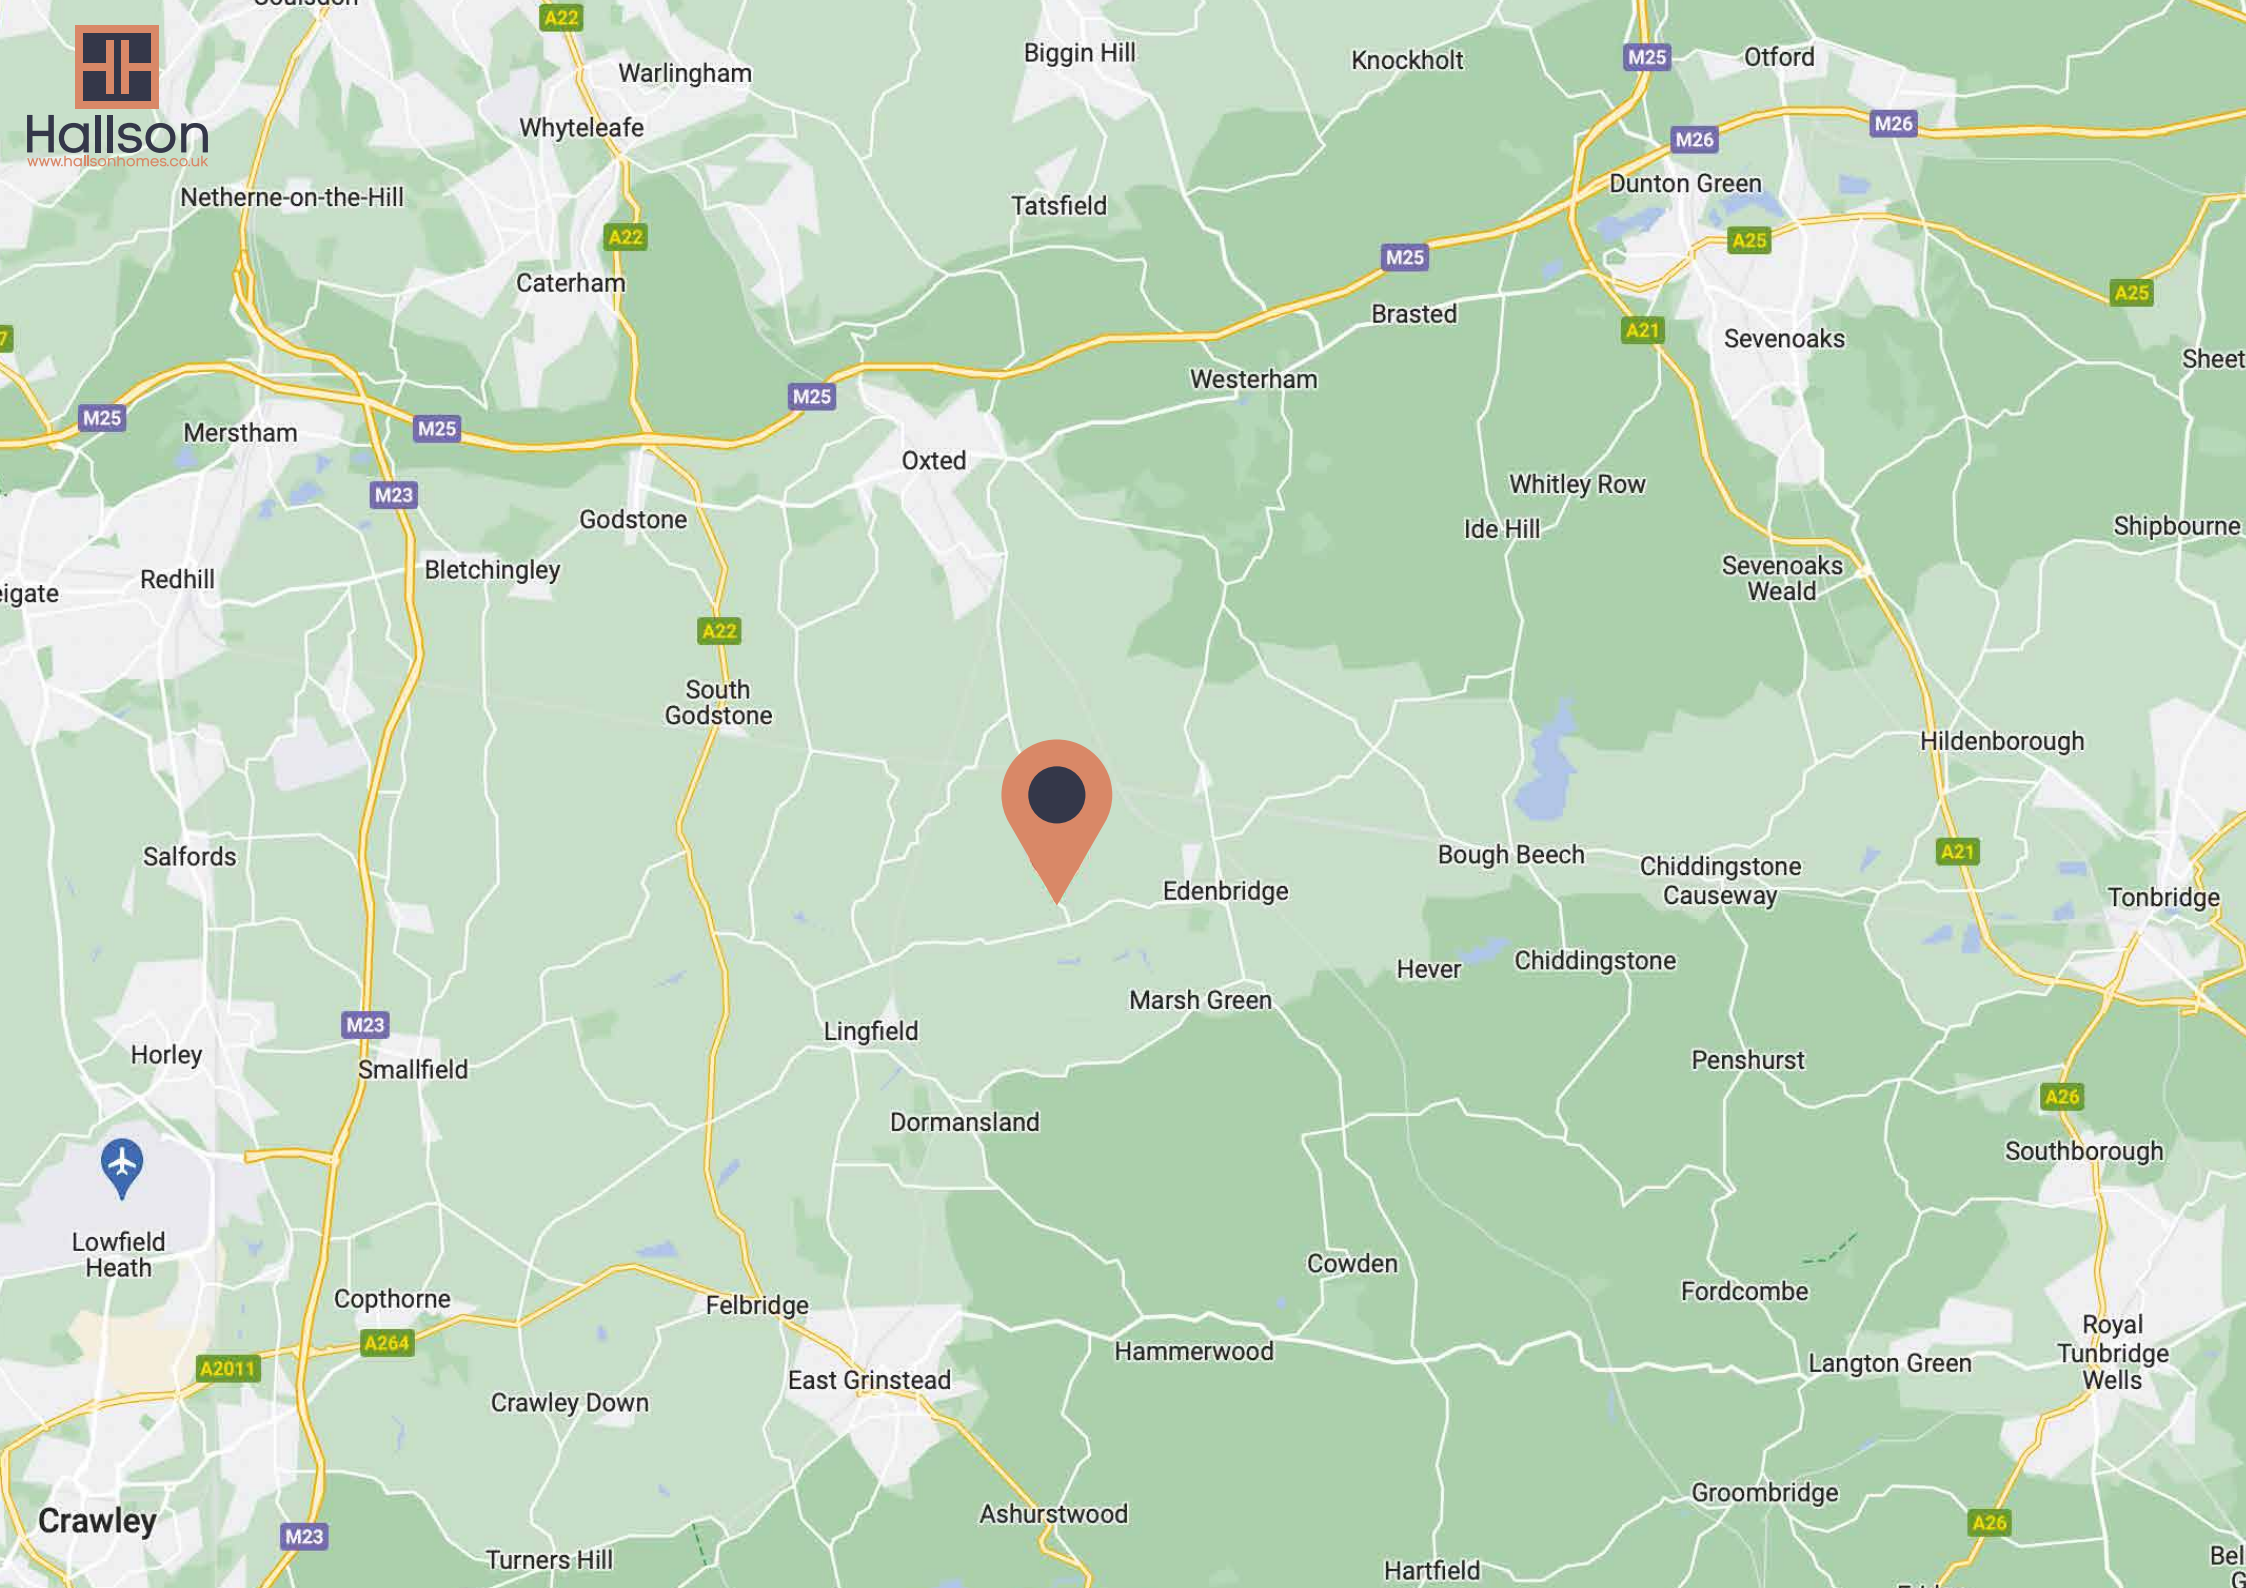 A22
Biggin Hill
Knockholt
M25
Otford
Warlingham
Hallson
www.hallsonhomes.co.uk
Whyteleafe
M26
M26
Dunton Green
Netherne-on-the-Hill
Tatsfield
A22
M25
A25
Caterham
A25
Brasted
A21
Sevenoaks
7
Sheet
Westerham
M25
M25
M25
Merstham
Oxted
M23
Whitley Row
Godstone
Ide Hill
Shipbourne
Bletchingley
Redhill
Sevenoaks
Weald
eigate
A22
South
Godstone
Hildenborough
Salfords
Bough Beech
Chiddingstone
Causeway
A21
Edenbridge
Tonbridge
Hever
Chiddingstone
Marsh Green
M23
Lingfield
Horley
Smallfield
Penshurst
A26
Dormansland
Southborough
Lowfield
Heath
Cowden
Copthorne
Felbridge
Fordcombe
A264
A2011
Hammerwood
Royal
Tunbridge
Wells
Langton Green
East Grinstead
Crawley Down
Groombridge
Crawley
Ashurstwood
A26
M23
Turners Hill
Hartfield
Bel